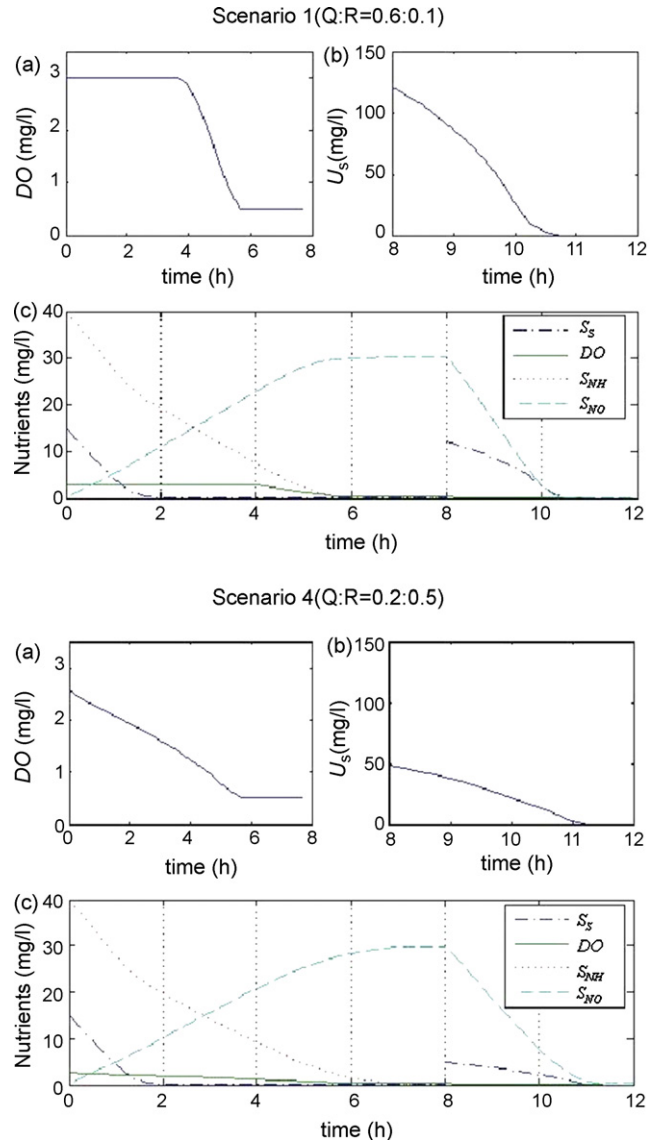 Scenario 1(Q:R=0.6:0.1)
(a)
DO (mg/l)
3
2
1
0
0 2 4 6 8
time (h)
(b)
Us(mg/l)
150
100
50
0
8 9 10 11 12
time (h)
(c)
Nutrients (mg/l)
40
30
20
10
0
0 2 4 6 8 10 12
time (h)
SS
DO
SNH
SNO
Scenario 4(Q:R=0.2:0.5)
(a)
DO (mg/l)
3
2
1
0
0 2 4 6 8
time (h)
(b)
Us(mg/l)
150
100
50
0
8 9 10 11 12
time (h)
(c)
Nutrients (mg/l)
40
30
20
10
0
0 2 4 6 8 10 12
time (h)
SS
DO
SNH
SNO